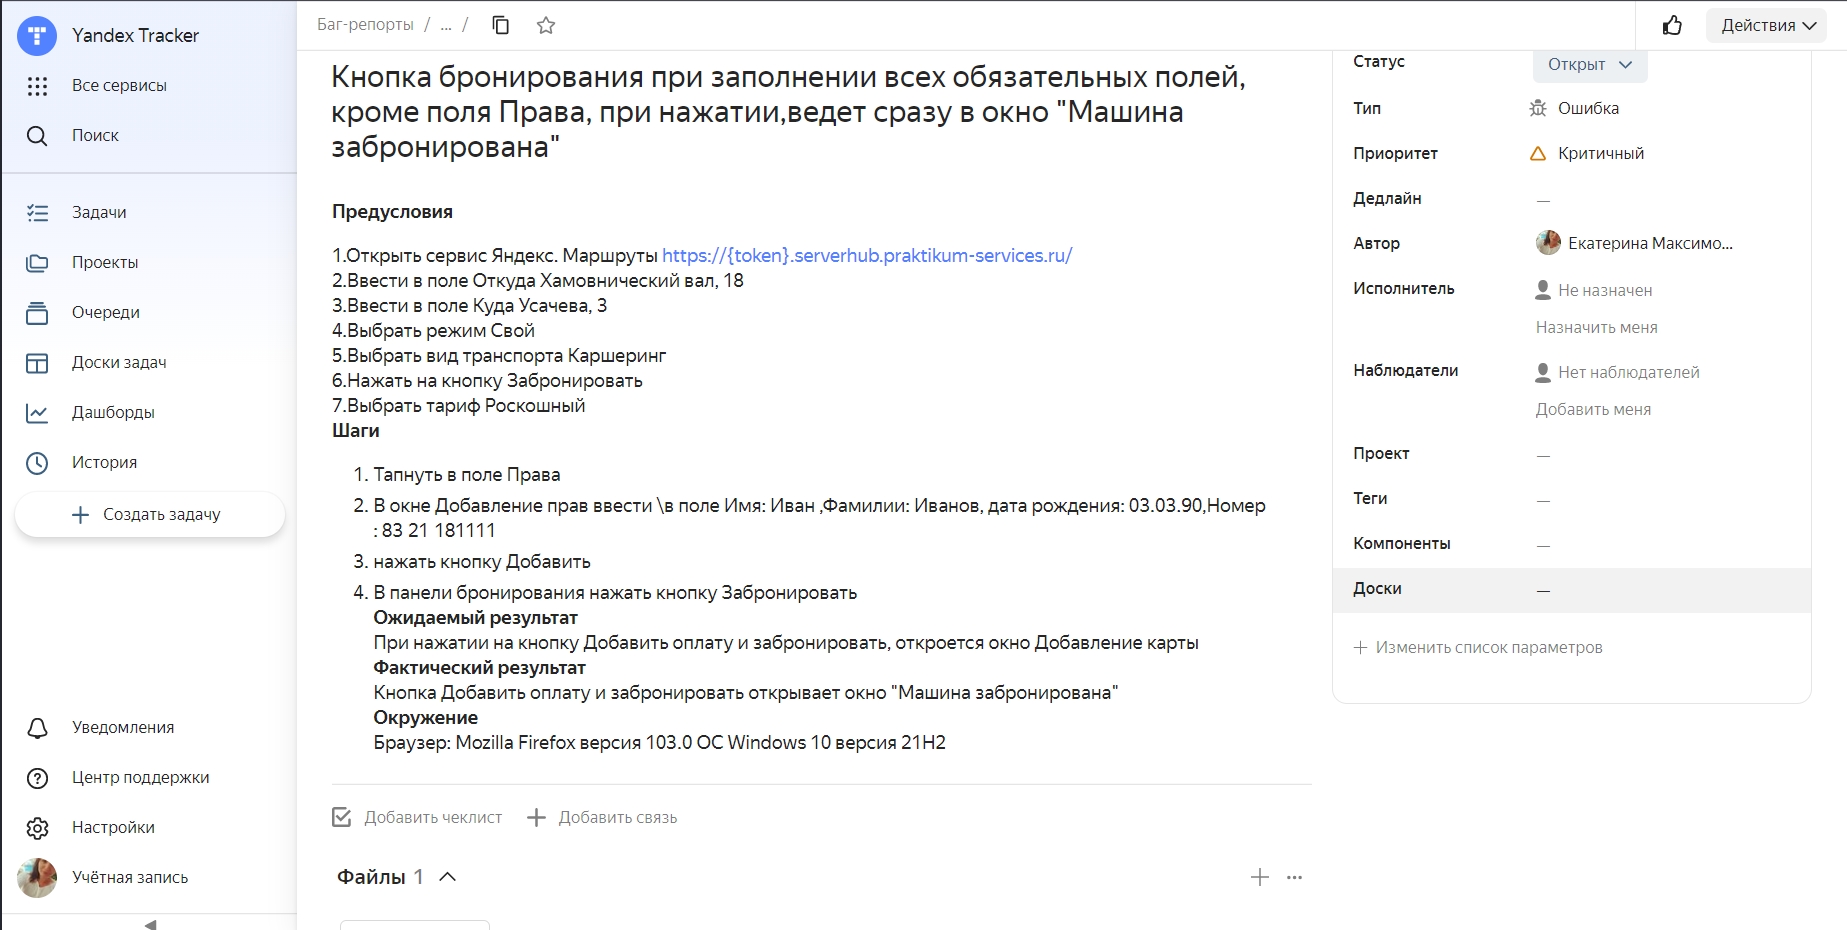 Yandex Tracker
Все сервисы
Поиск
Задачи
Проекты
Очереди
Доски задач
Дашборды
История
Создать задачу
Уведомления
Центр поддержки
Настройки
Учётная запись
Баг-репорты / ... /
Действия
Кнопка бронирования при заполнении всех обязательных полей,
кроме поля Права, при нажатии,ведет сразу в окно "Машина
забронирована"
Предусловия
1.Открыть сервис Яндекс. Маршруты https://{token}.serverhub.praktikum-services.ru/
2.Ввести в поле Откуда Хамовнический вал, 18
3.Ввести в поле Куда Усачева, 3
4.Выбрать режим Свой
5.Выбрать вид транспорта Каршеринг
6.Нажать на кнопку Забронировать
7.Выбрать тариф Роскошный
Шаги
1. Тапнуть в поле Права
2. В окне Добавление прав ввести \в поле Имя: Иван ,Фамилии: Иванов, дата рождения: 03.03.90,Номер
: 83 21 181111
3. нажать кнопку Добавить
4. В панели бронирования нажать кнопку Забронировать
Ожидаемый результат
При нажатии на кнопку Добавить оплату и забронировать, откроется окно Добавление карты
Фактический результат
Кнопка Добавить оплату и забронировать открывает окно "Машина забронирована"
Окружение
Браузер: Mozilla Firefox версия 103.0 ОС Windows 10 версия 21H2
Добавить чеклист
Добавить связь
Файлы 1
Статус
Открыт
Тип
Ошибка
Приоритет
Критичный
Дедлайн
—
Автор
Екатерина Максимо...
Исполнитель
Не назначен
Назначить меня
Наблюдатели
Нет наблюдателей
Добавить меня
Проект
—
Теги
—
Компоненты
—
Доски
—
Изменить список параметров